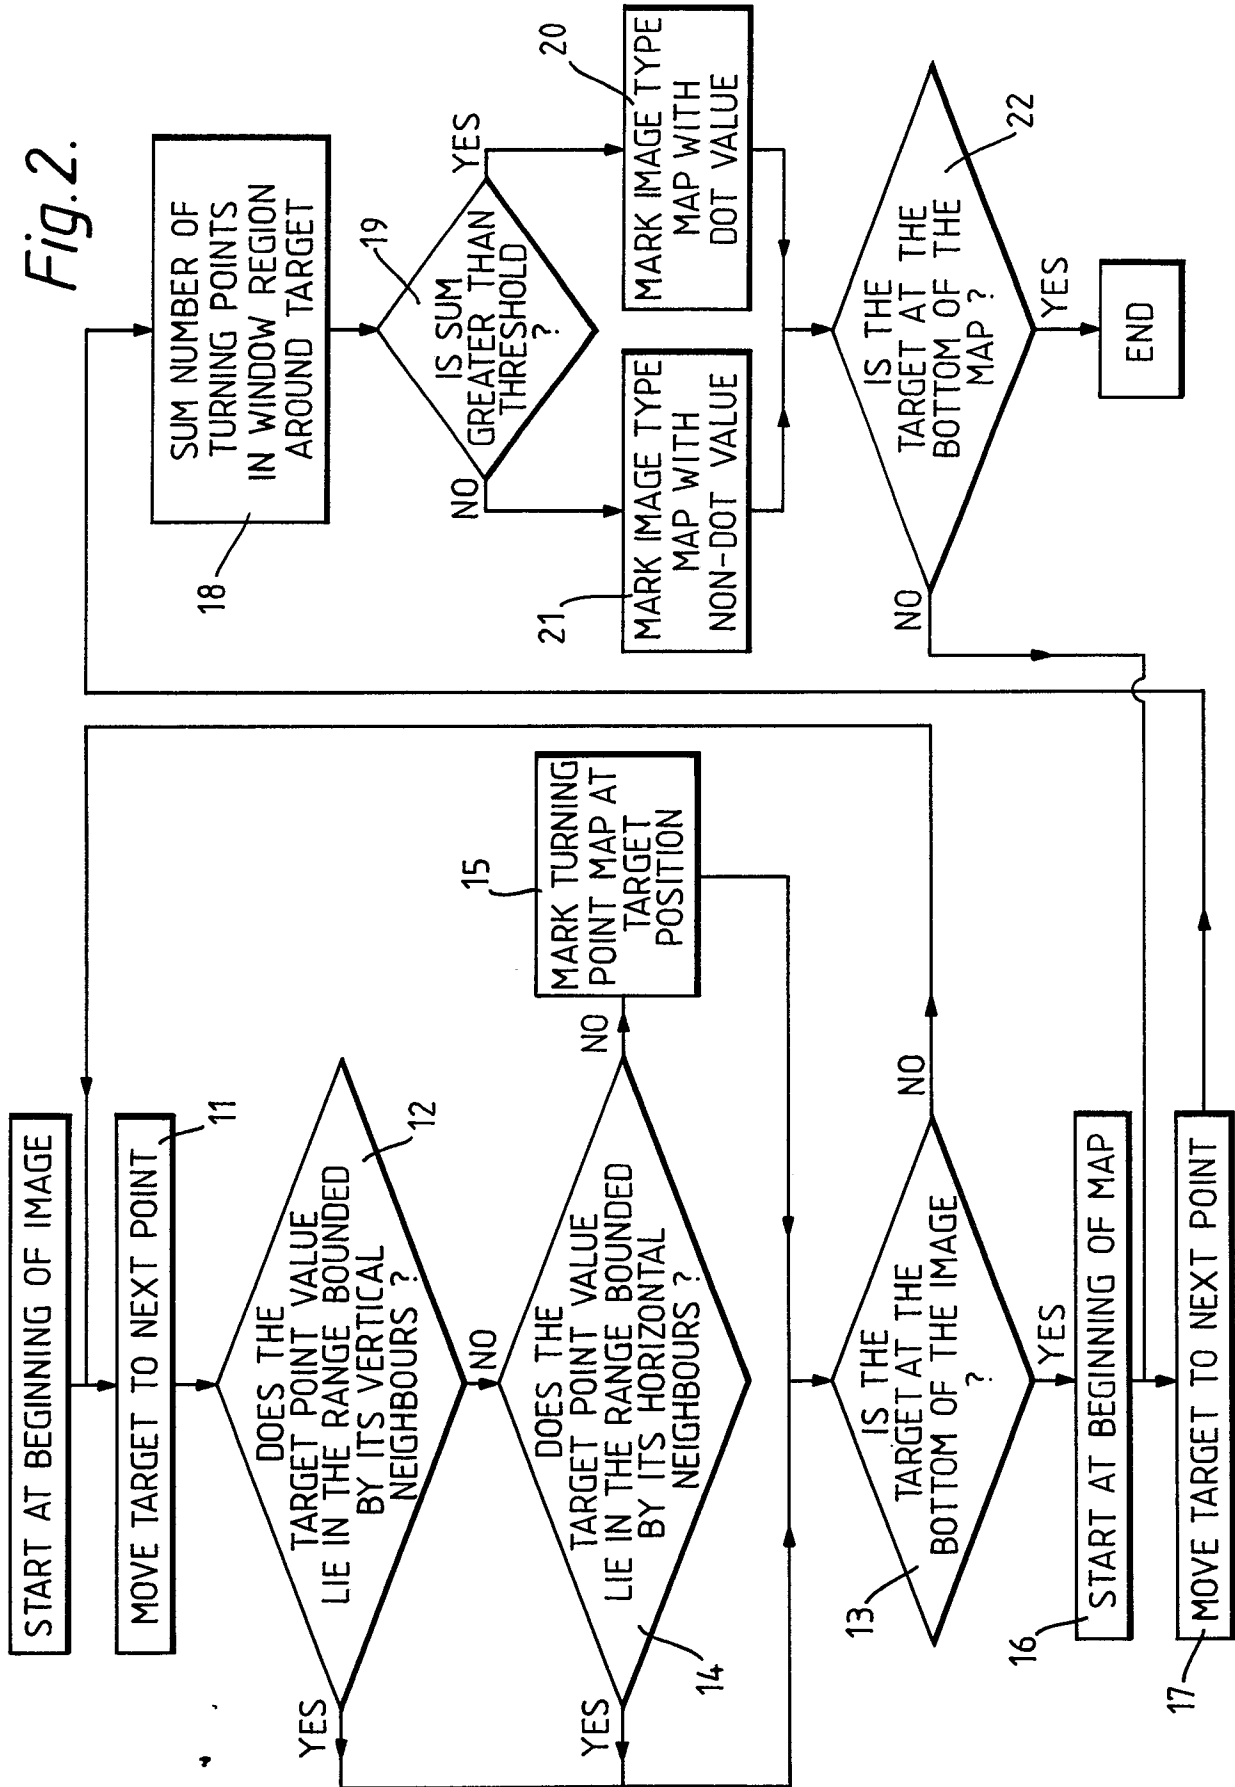 Fig.2.
START AT BEGINNING OF IMAGE
MOVE TARGET TO NEXT POINT
11
DOES THE
TARGET POINT VALUE
LIE IN THE RANGE BOUNDED
BY ITS VERTICAL
NEIGHBOURS ?
12
YES
NO
DOES THE
TARGET POINT VALUE
LIE IN THE RANGE BOUNDED
BY ITS HORIZONTAL
NEIGHBOURS ?
14
YES
NO
15
MARK TURNING
POINT MAP AT
TARGET
POSITION
IS THE
TARGET AT THE
BOTTOM OF THE IMAGE
?
13
NO
YES
16
START AT BEGINNING OF MAP
17
MOVE TARGET TO NEXT POINT
SUM NUMBER OF
TURNING POINTS
IN WINDOW REGION
AROUND TARGET
18
19
IS SUM
GREATER THAN
THRESHOLD
?
NO
YES
21
MARK IMAGE TYPE
MAP WITH
NON-DOT VALUE
20
MARK IMAGE TYPE
MAP WITH
DOT VALUE
IS THE
TARGET AT THE
BOTTOM OF THE
MAP ?
22
NO
YES
END